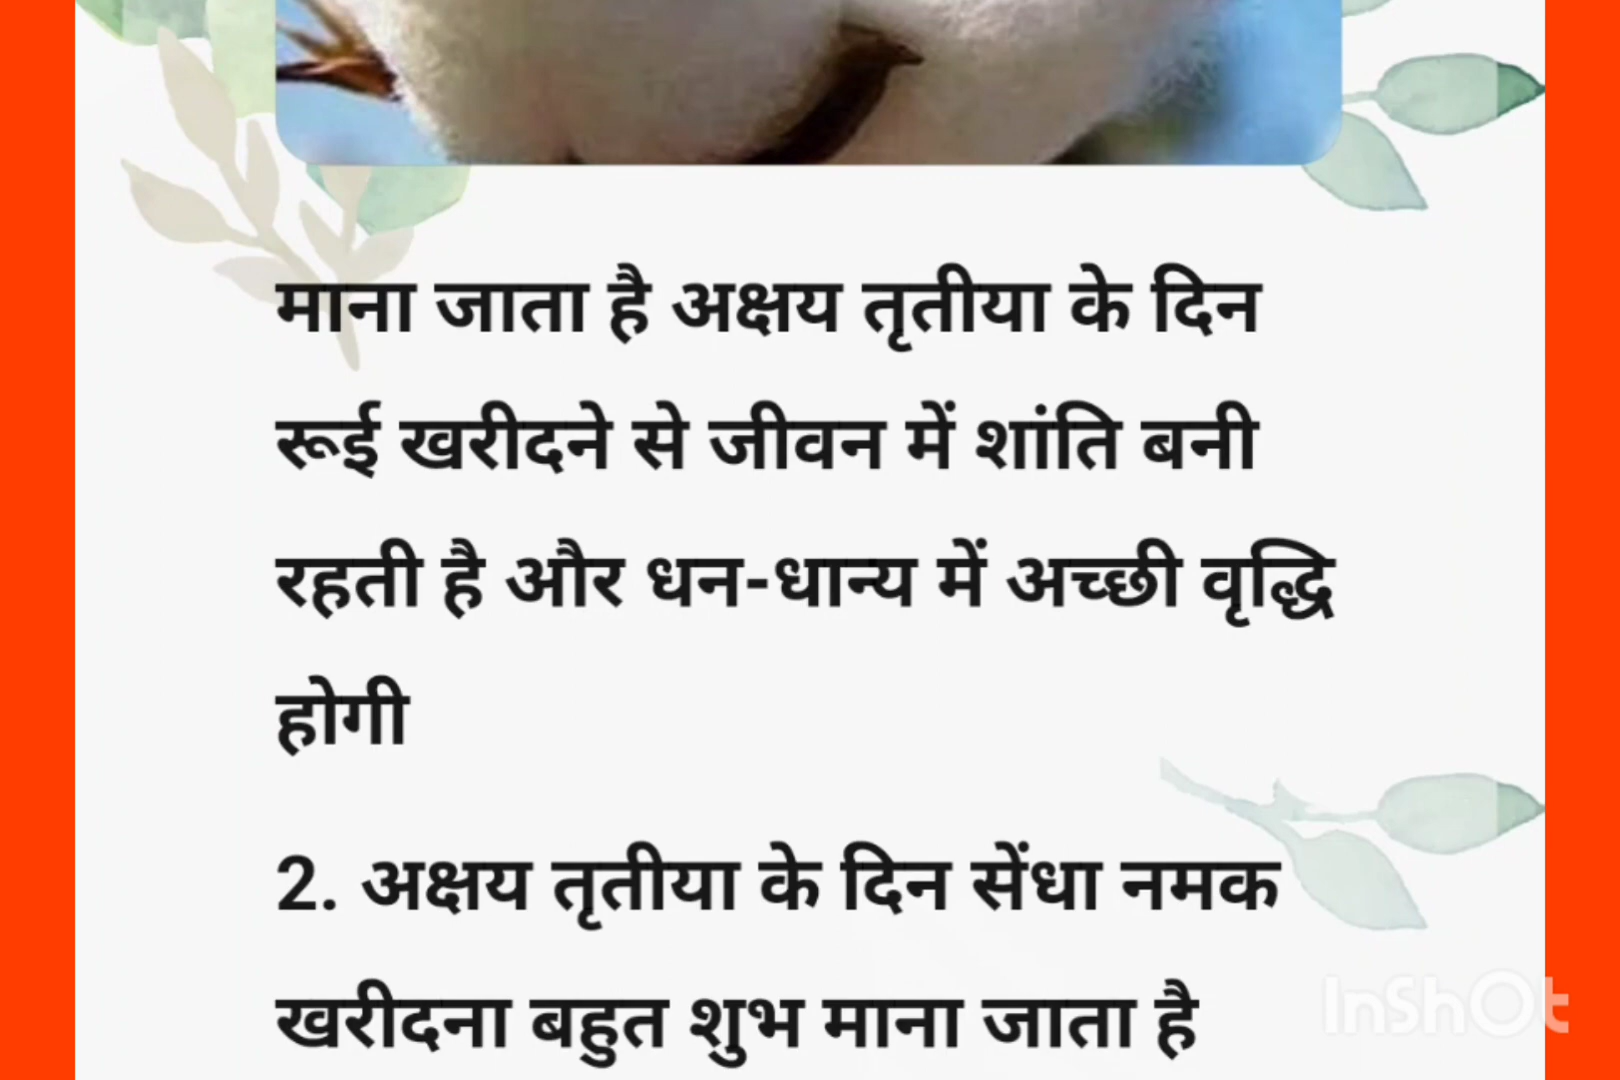 माना जाता है अक्षय तृतीया के दिन
रूई खरीदने से जीवन में शांति बनी
रहती है और धन-धान्य में अच्छी वृद्धि
होगी
2. अक्षय तृतीया के दिन सेंधा नमक
खरीदना बहुत शुभ माना जाता है
InShOt